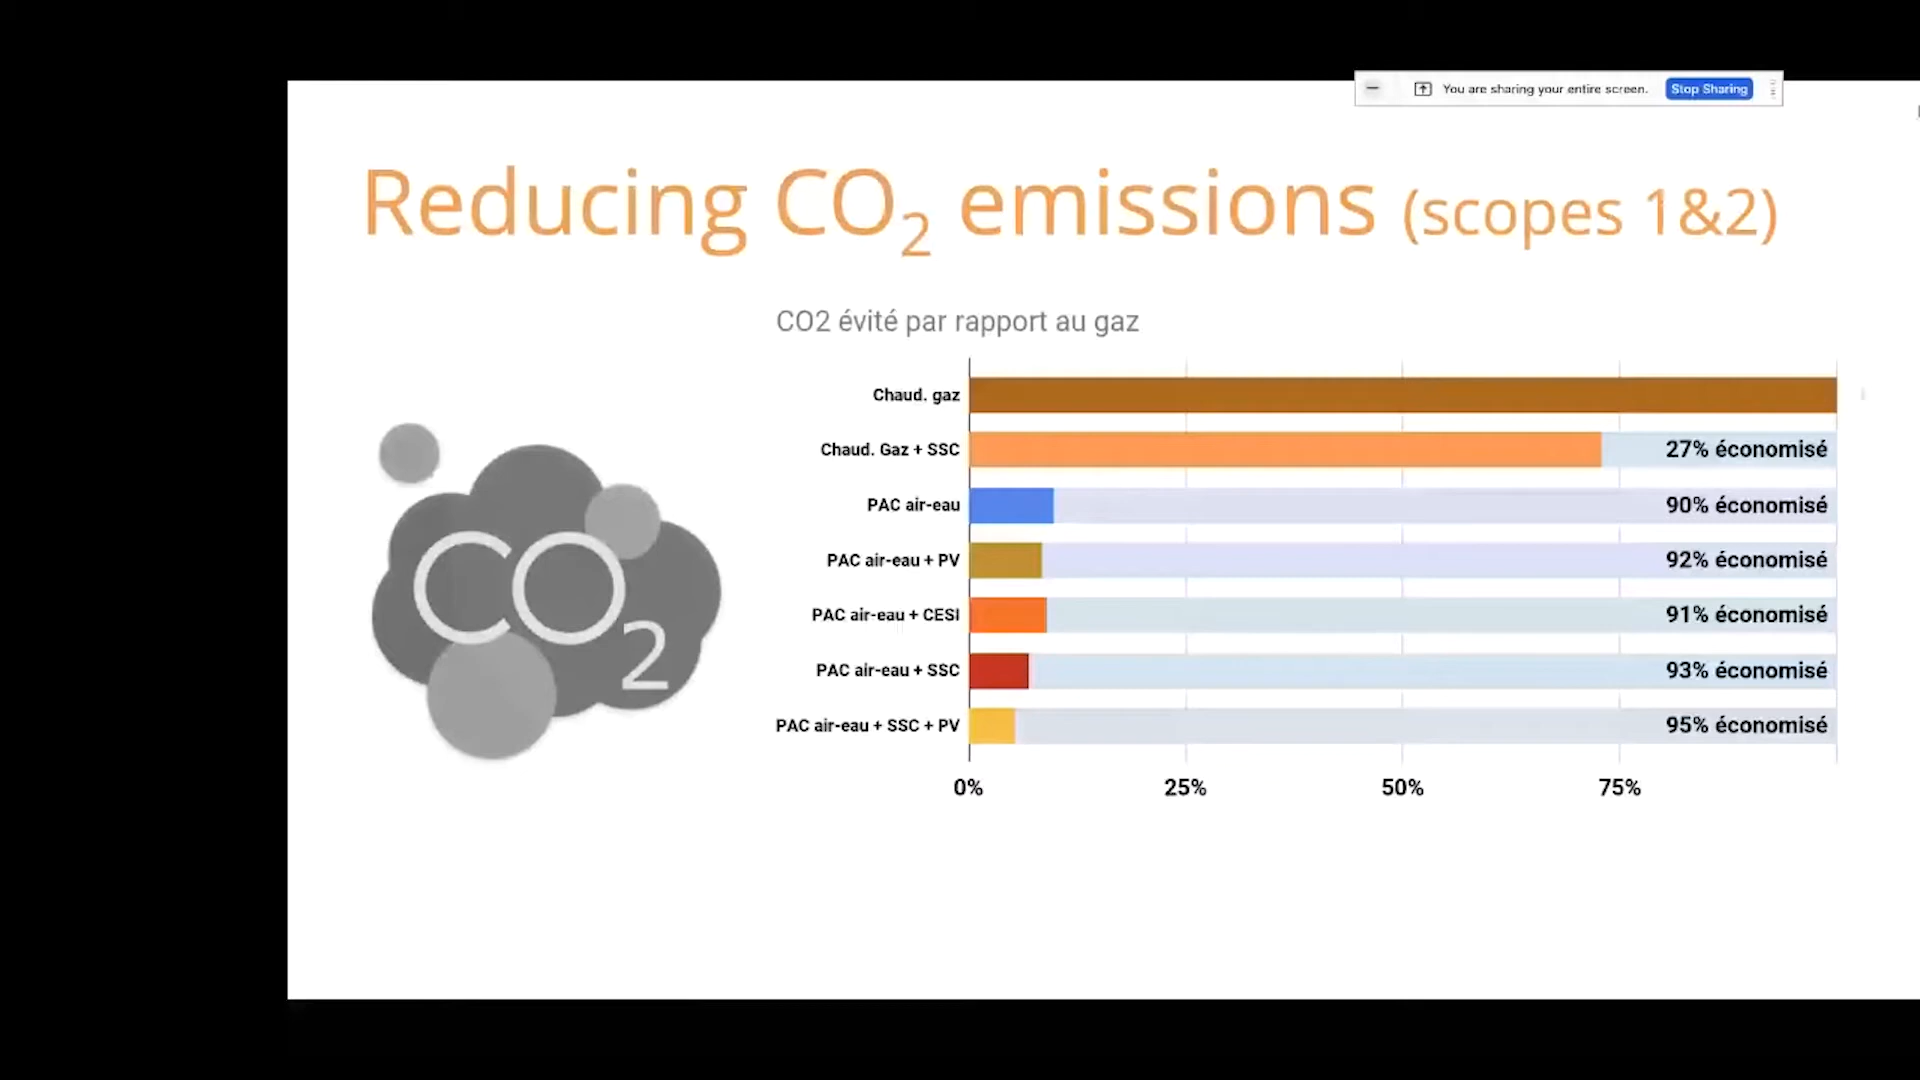 You are sharing your entire screen. Stop Sharing
Reducing CO2 emissions (scopes 1&2)
CO2 évité par rapport au gaz
CO2
Chaud. gaz
Chaud. Gaz + SSC 27% économisé
PAC air-eau 90% économisé
PAC air-eau + PV 92% économisé
PAC air-eau + CESI 91% économisé
PAC air-eau + SSC 93% économisé
PAC air-eau + SSC + PV 95% économisé
0% 25% 50% 75%